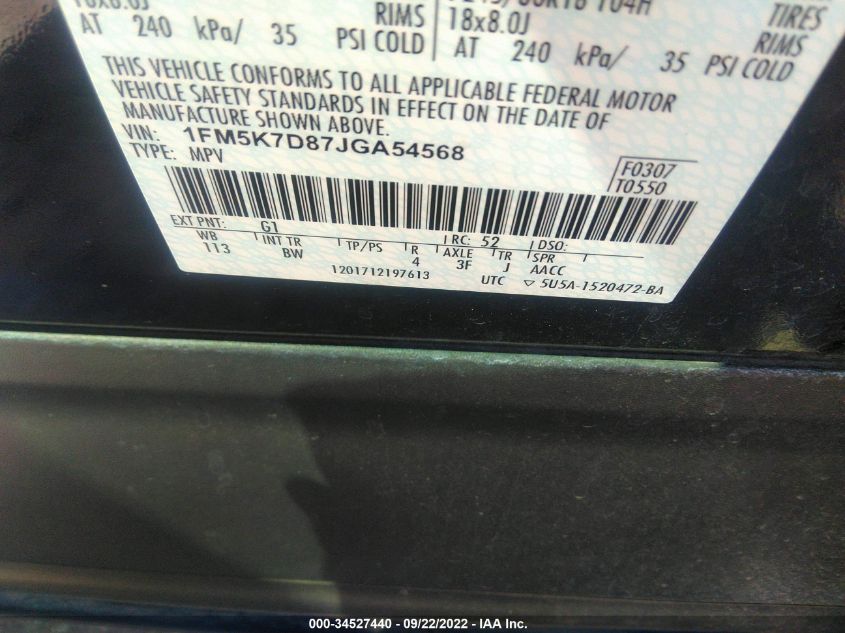 18x8.0J RIMS
AT 240 kPa/ 35 PSI COLD
18x8.0J
TIRES
RIMS
AT 240 kPa/ 35 PSI COLD
THIS VEHICLE CONFORMS TO ALL APPLICABLE FEDERAL MOTOR
VEHICLE SAFETY STANDARDS IN EFFECT ON THE DATE OF
MANUFACTURE SHOWN ABOVE.
VIN: 1FM5K7D87JGA54568
TYPE: MPV
F0307
T0550
EXT PNT: G1 RC: 52 DSO:
WB INT TR TP/PS R AXLE TR SPR
113 BW 4 3F J AACC
1201712197613 UTC ▽ 5U5A-1520472-BA
000-34527440 - 09/22/2022 - IAA Inc.